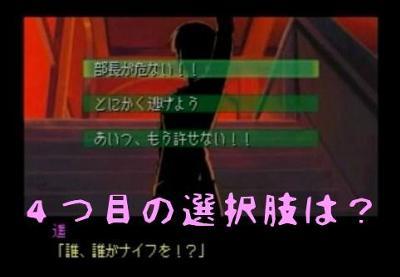 部長が危ない！！
とにかく逃げよう
あいつ、もう許せない！！
４つ目の選択肢は？
遥
「誰、誰がナイフを！？」